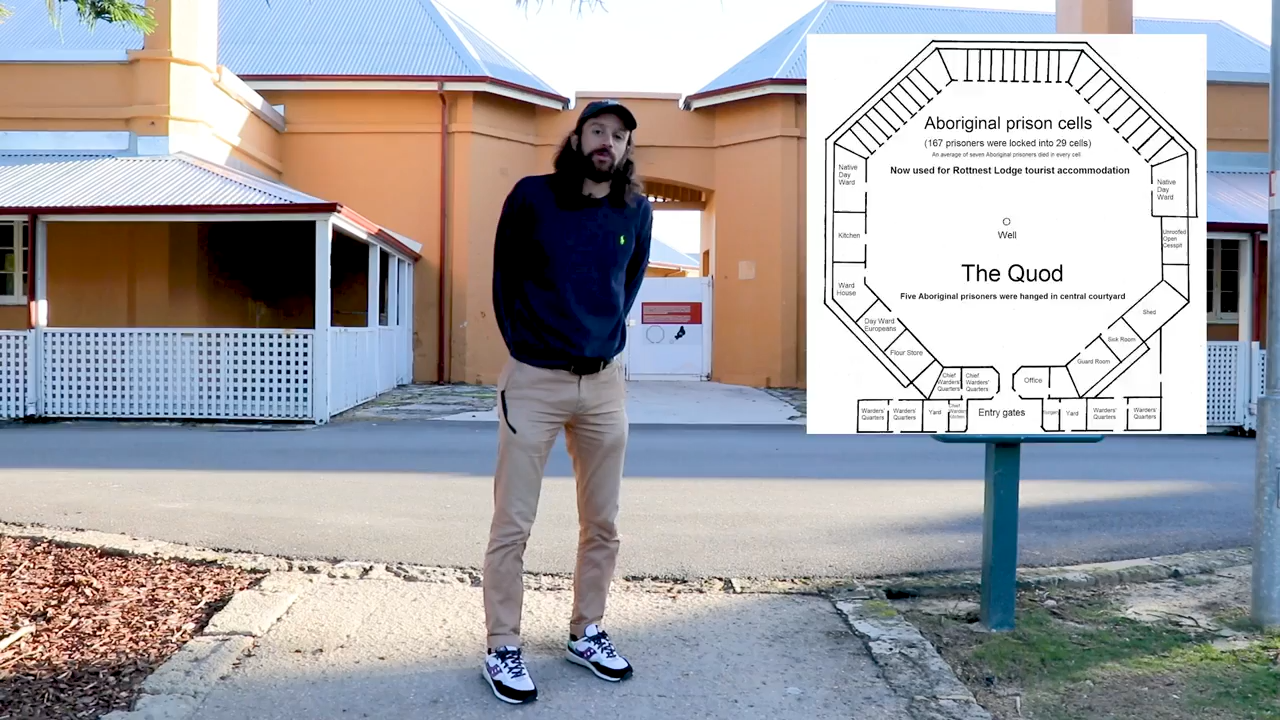 Aboriginal prison cells
(167 prisoners were locked into 29 cells)
An average of seven Aboriginal prisoners died in every cell
Now used for Rottnest Lodge tourist accommodation
Native
Day
Ward
Native
Day
Ward
Kitchen
Well
Unroofed
Open
Cesspit
The Quod
Ward
House
Five Aboriginal prisoners were hanged in central courtyard
Shed
Day Ward
Europeans
Sick Room
Flour Store
Guard Room
Chief
Warders'
Quarters
Chief
Warders'
Quarters
Office
Warders'
Quarters
Warders'
Quarters
Yard
Chief
Warders'
Kitchen
Entry gates
Yard
Warders'
Quarters
Warders'
Quarters